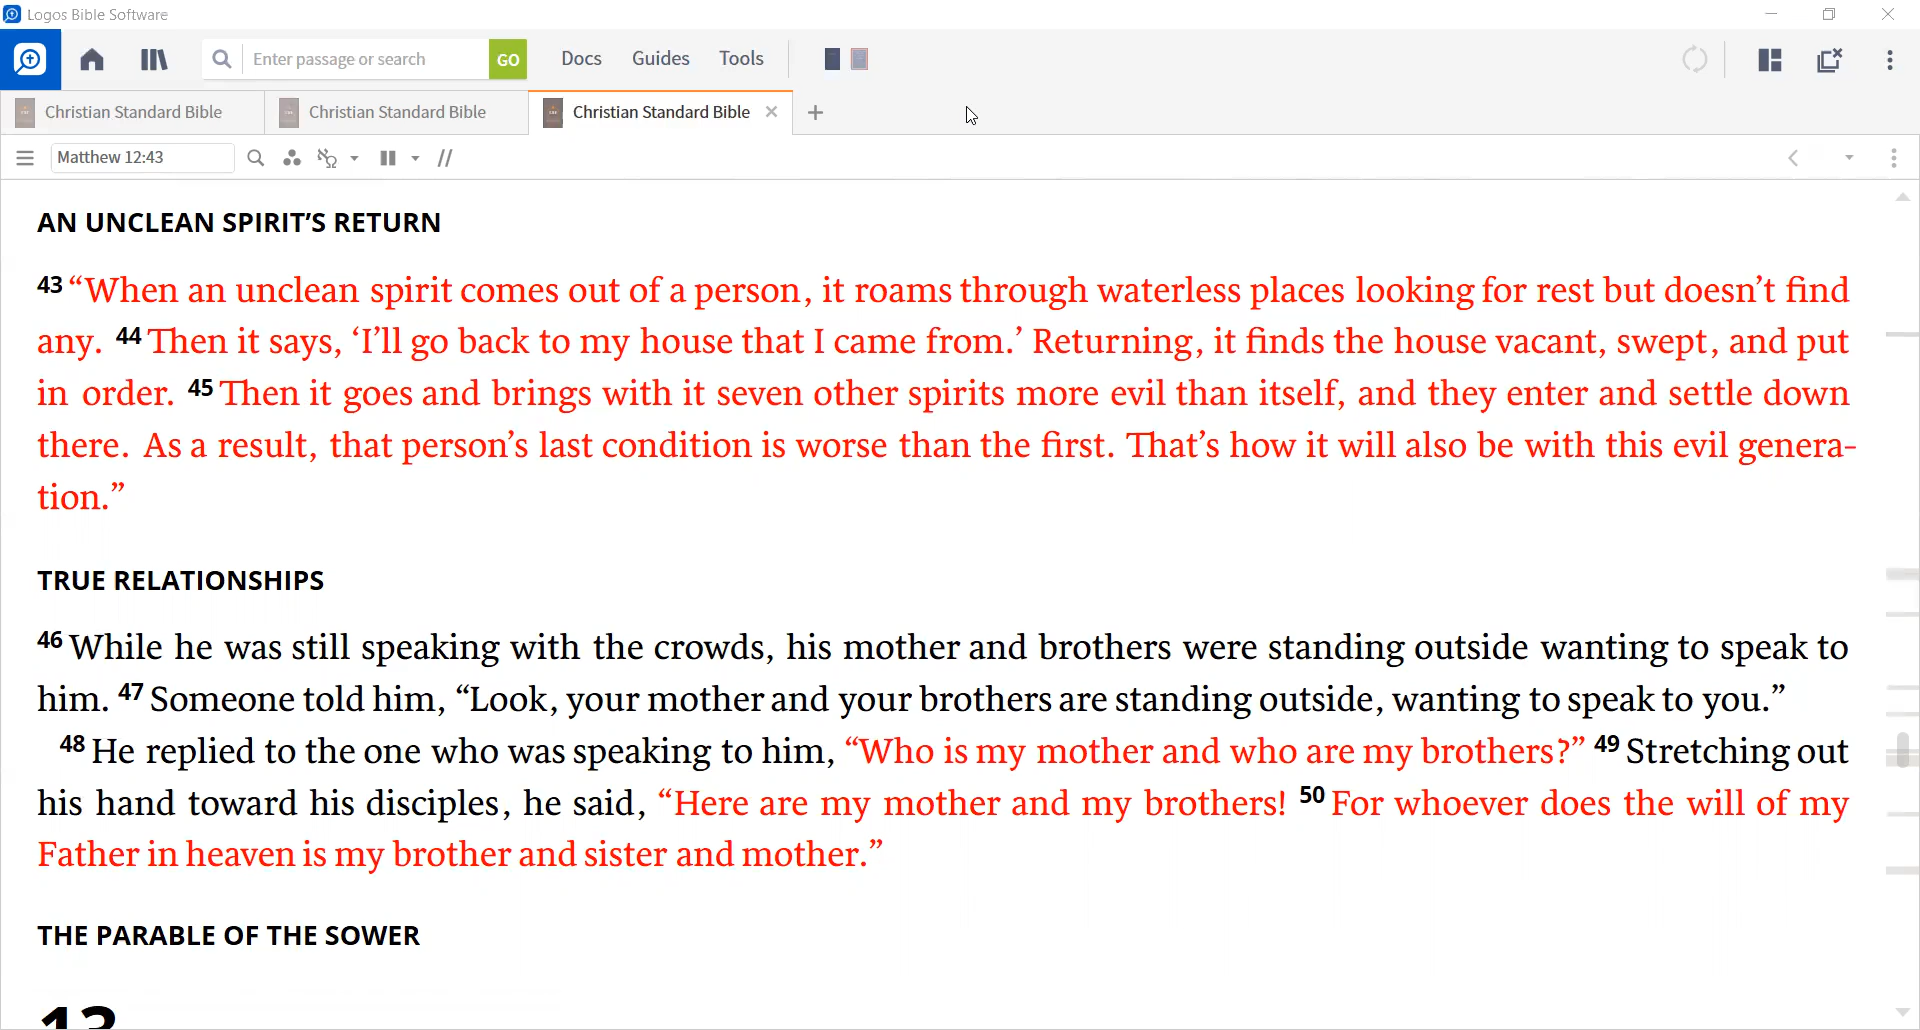 Logos Bible Software
Enter passage or search GO Docs Guides Tools
Christian Standard Bible Christian Standard Bible Christian Standard Bible
Matthew 12:43
AN UNCLEAN SPIRIT’S RETURN
43 “When an unclean spirit comes out of a person, it roams through waterless places looking for rest but doesn’t find
any. 44 Then it says, ‘I’ll go back to my house that I came from.’ Returning, it finds the house vacant, swept, and put
in order. 45 Then it goes and brings with it seven other spirits more evil than itself, and they enter and settle down
there. As a result, that person’s last condition is worse than the first. That’s how it will also be with this evil genera-
tion.”
TRUE RELATIONSHIPS
46 While he was still speaking with the crowds, his mother and brothers were standing outside wanting to speak to
him. 47 Someone told him, “Look, your mother and your brothers are standing outside, wanting to speak to you.”
48 He replied to the one who was speaking to him, “Who is my mother and who are my brothers?” 49 Stretching out
his hand toward his disciples, he said, “Here are my mother and my brothers! 50 For whoever does the will of my
Father in heaven is my brother and sister and mother.”
THE PARABLE OF THE SOWER
13